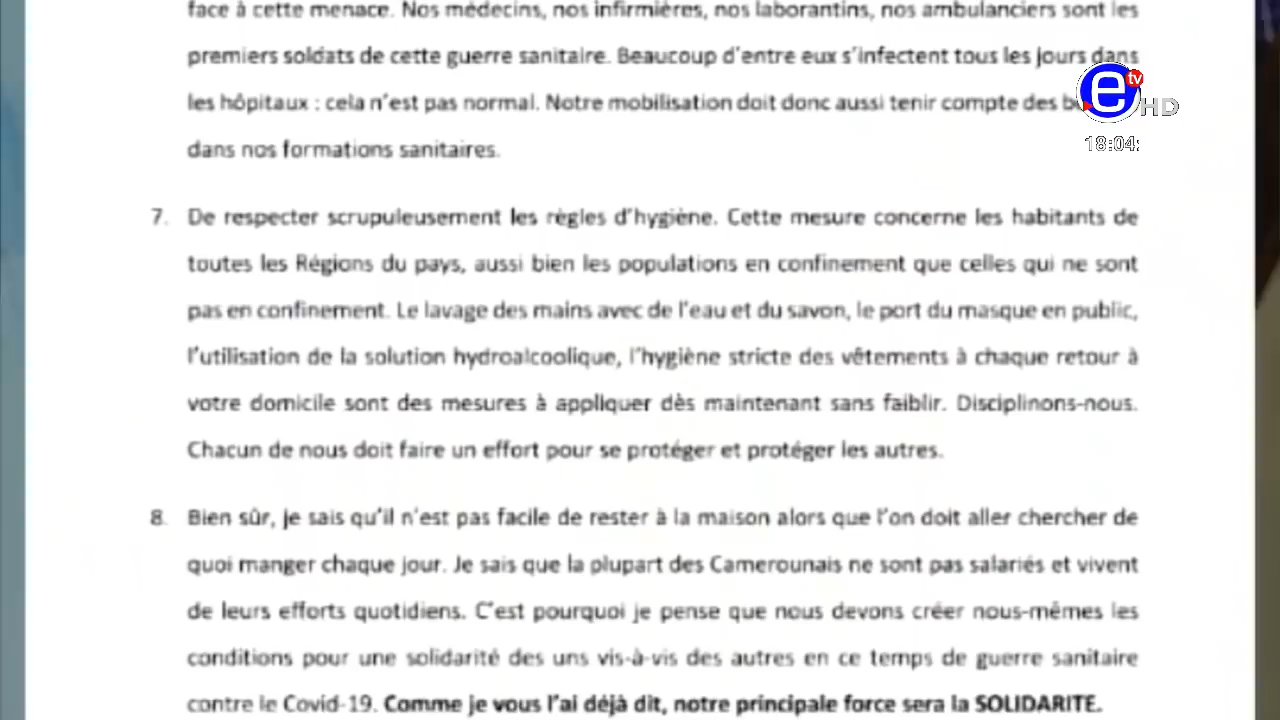 face à cette menace. Nos médecins, nos infirmières, nos laborantins, nos ambulanciers sont les
premiers soldats de cette guerre sanitaire. Beaucoup d'entre eux s'infectent tous les jours dans
les hôpitaux : cela n'est pas normal. Notre mobilisation doit donc aussi tenir compte des
dans nos formations sanitaires.
7. De respecter scrupuleusement les règles d'hygiène. Cette mesure concerne les habitants de
toutes les Régions du pays, aussi bien les populations en confinement que celles qui ne sont
pas en confinement. Le lavage des mains avec de l'eau et du savon, le port du masque en public,
l'utilisation de la solution hydroalcoolique, l'hygiène stricte des vêtements à chaque retour à
votre domicile sont des mesures à appliquer dès maintenant sans faiblir. Disciplinons-nous.
Chacun de nous doit faire un effort pour se protéger et protéger les autres.
8. Bien sûr, je sais qu'il n'est pas facile de rester à la maison alors que l'on doit aller chercher de
quoi manger chaque jour. Je sais que la plupart des Camerounais ne sont pas salariés et vivent
de leurs efforts quotidiens. C'est pourquoi je pense que nous devons créer nous-mêmes les
conditions pour une solidarité des uns vis-à-vis des autres en ce temps de guerre sanitaire
contre le Covid-19. Comme je vous l'ai déjà dit, notre principale force sera la SOLIDARITE.
e tv HD
18:04: